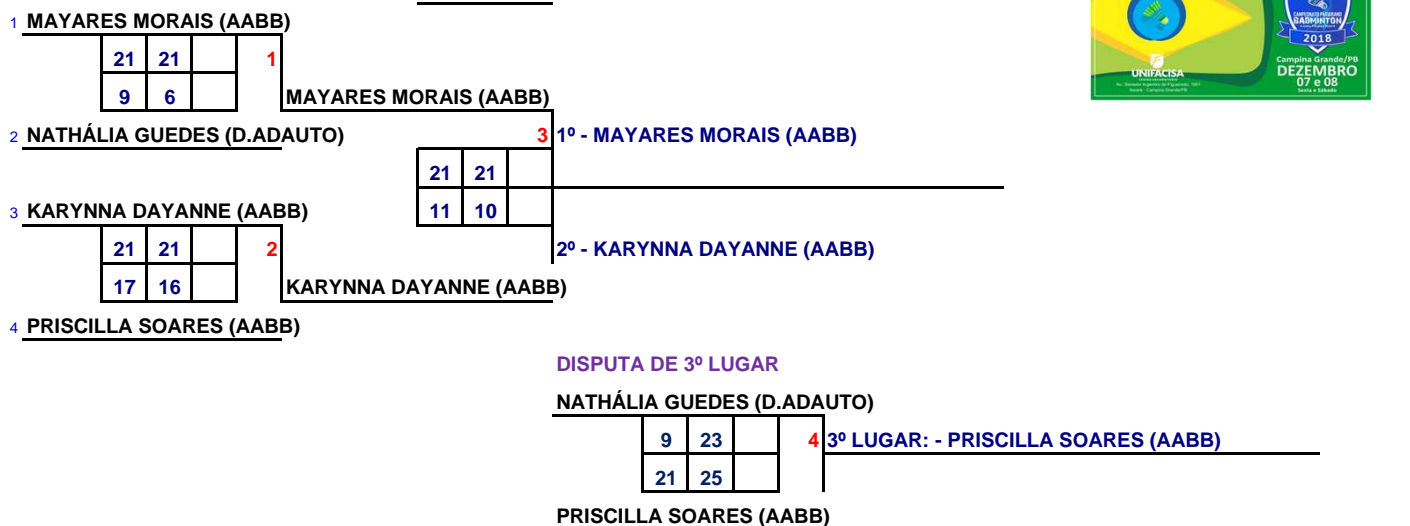 1 MAYARES MORAIS (AABB)
21 21 1
9 6 MAYARES MORAIS (AABB)
2 NATHÁLIA GUEDES (D.ADAUTO) 3 1º - MAYARES MORAIS (AABB)
21 21
3 KARYNNA DAYANNE (AABB) 11 10
21 21 2 2º - KARYNNA DAYANNE (AABB)
17 16 KARYNNA DAYANNE (AABB)
4 PRISCILLA SOARES (AABB)
DISPUTA DE 3º LUGAR
NATHÁLIA GUEDES (D.ADAUTO)
9 23 4 3º LUGAR: - PRISCILLA SOARES (AABB)
21 25
PRISCILLA SOARES (AABB)
BADMINTON
2018
UNIFACISA
Campina Grande/PB
DEZEMBRO
07 e 08
Sexta e Sábado